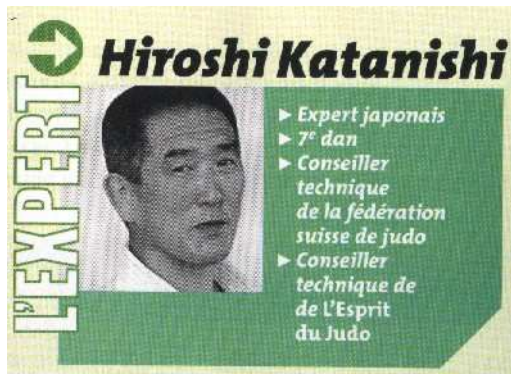 L'EXPERT
Hiroshi Katanishi
► Expert japonais
► 7e dan
► Conseiller
technique
de la fédération
suisse de judo
► Conseiller
technique de
de L'Esprit
du Judo